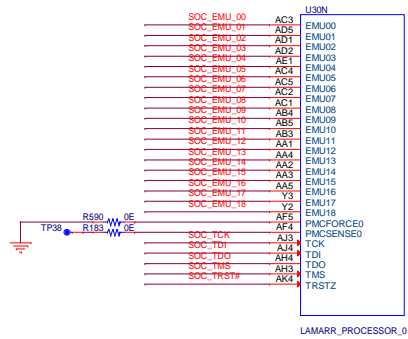 U30N
SOC_EMU_00 AC3 EMU00
SOC_EMU_01 AD5 EMU01
SOC_EMU_02 AD1 EMU02
SOC_EMU_03 AD2 EMU03
SOC_EMU_04 AE1 EMU04
SOC_EMU_05 AC4 EMU05
SOC_EMU_06 AC5 EMU06
SOC_EMU_07 AC2 EMU07
SOC_EMU_08 AC1 EMU08
SOC_EMU_09 AB4 EMU09
SOC_EMU_10 AB5 EMU10
SOC_EMU_11 AB3 EMU11
SOC_EMU_12 AA1 EMU12
SOC_EMU_13 AA4 EMU13
SOC_EMU_14 AA2 EMU14
SOC_EMU_15 AA3 EMU15
SOC_EMU_16 AA5 EMU16
SOC_EMU_17 Y3 EMU17
SOC_EMU_18 Y2 EMU18
R590 0E AF5 PMCFORCE0
TP38 R183 0E AF4 PMCSENSE0
SOC_TCK AJ3 TCK
SOC_TDI AJ4 TDI
SOC_TDO AH4 TDO
SOC_TMS AH3 TMS
SOC_TRST# AK4 TRSTZ
LAMARR_PROCESSOR_0